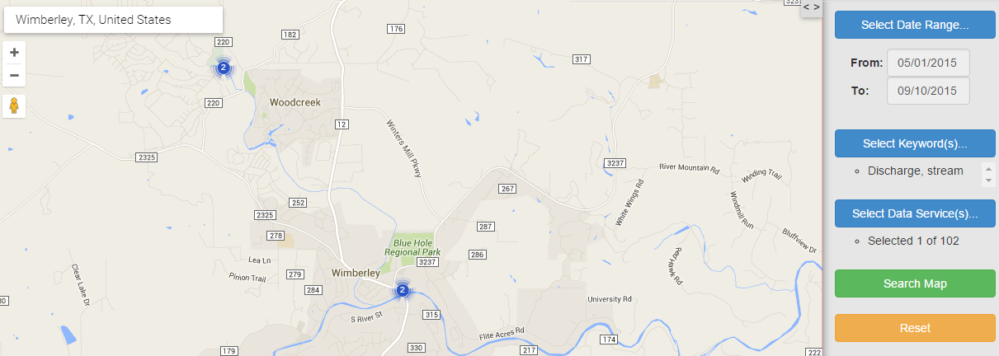 Wimberley, TX, United States
< >
Select Date Range...
From: 05/01/2015
To: 09/10/2015
Select Keyword(s)...
Discharge, stream
Select Data Service(s)...
Selected 1 of 102
Search Map
Reset
+
−
220
182
176
317
2
Woodcreek
220
12
Winters Mill Pkwy
2325
3237
River Mountain Rd
Winding Trail
267
White Wings Rd
Windmill Run
252
2325
278
287
Bluffview Dr
Blue Hole
Regional Park
286
Lea Ln
3237
Red Hawk Rd
Clear Lake Dr
Pinion Trail
279
Wimberley
284
2
University Rd
S River St
315
Flite Acres Rd
174
179
330
217
222